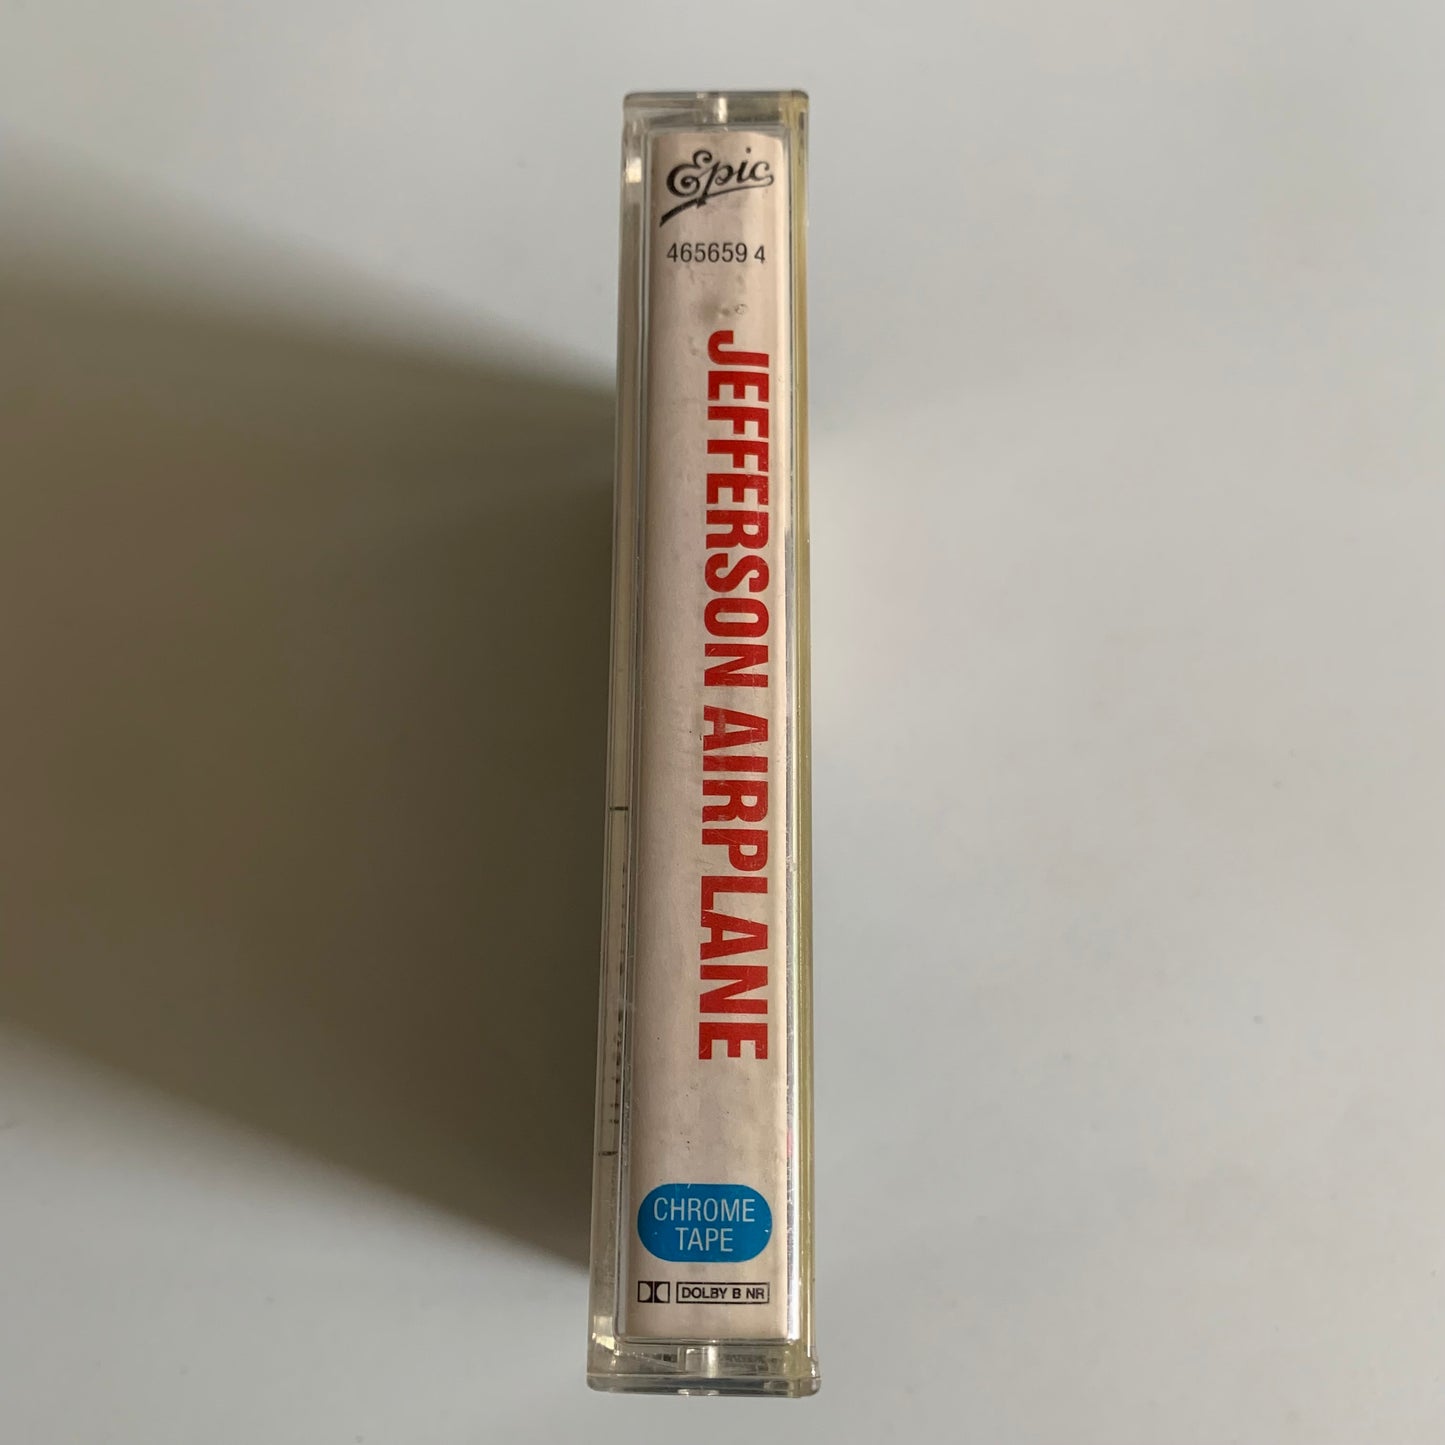 Epic
465659 4
JEFFERSON AIRPLANE
CHROME
TAPE
DOLBY B NR